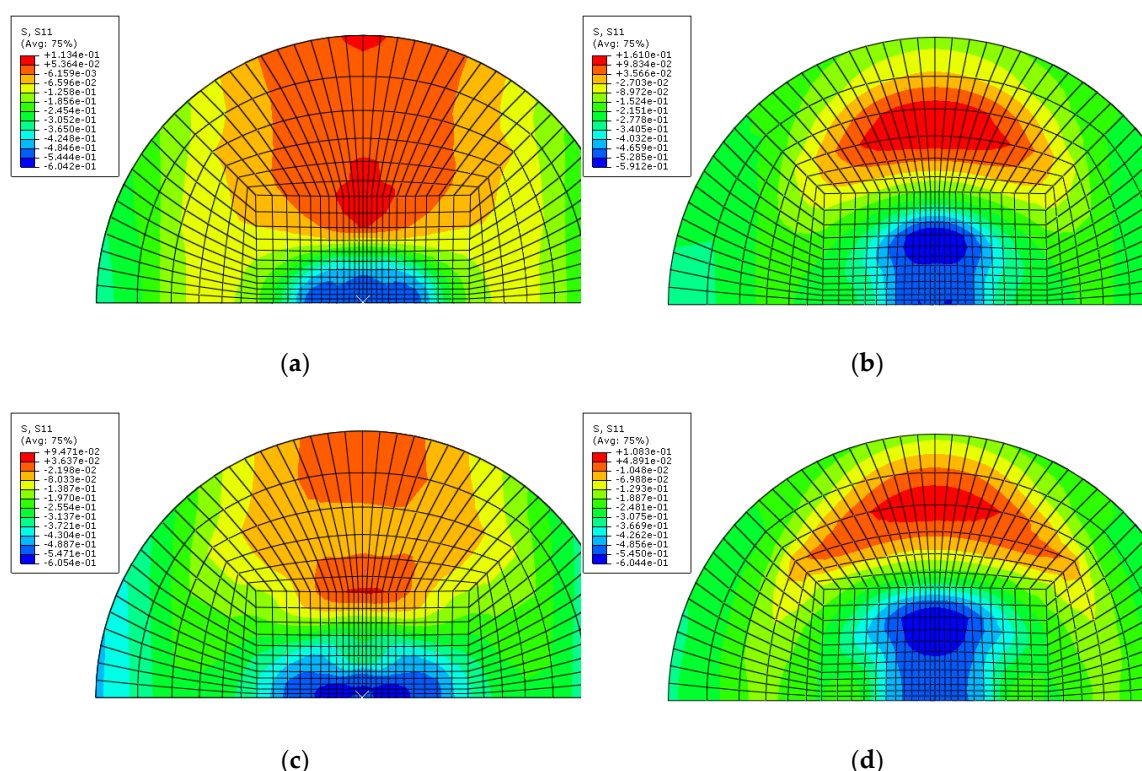 S, S11
(Avg: 75%)
+1.134e-01
+5.364e-02
-6.159e-03
-6.596e-02
-1.258e-01
-1.856e-01
-2.454e-01
-3.052e-01
-3.650e-01
-4.248e-01
-4.846e-01
-5.444e-01
-6.042e-01
S, S11
(Avg: 75%)
+1.610e-01
+9.834e-02
+3.566e-02
-2.703e-02
-8.972e-02
-1.524e-01
-2.151e-01
-2.778e-01
-3.405e-01
-4.032e-01
-4.659e-01
-5.285e-01
-5.912e-01
(a)
(b)
S, S11
(Avg: 75%)
+9.471e-02
+3.637e-02
-2.198e-02
-8.033e-02
-1.387e-01
-1.970e-01
-2.554e-01
-3.137e-01
-3.721e-01
-4.304e-01
-4.887e-01
-5.471e-01
-6.054e-01
S, S11
(Avg: 75%)
+1.083e-01
+4.891e-02
-1.048e-02
-6.988e-02
-1.293e-01
-1.887e-01
-2.481e-01
-3.075e-01
-3.669e-01
-4.262e-01
-4.856e-01
-5.450e-01
-6.044e-01
(c)
(d)